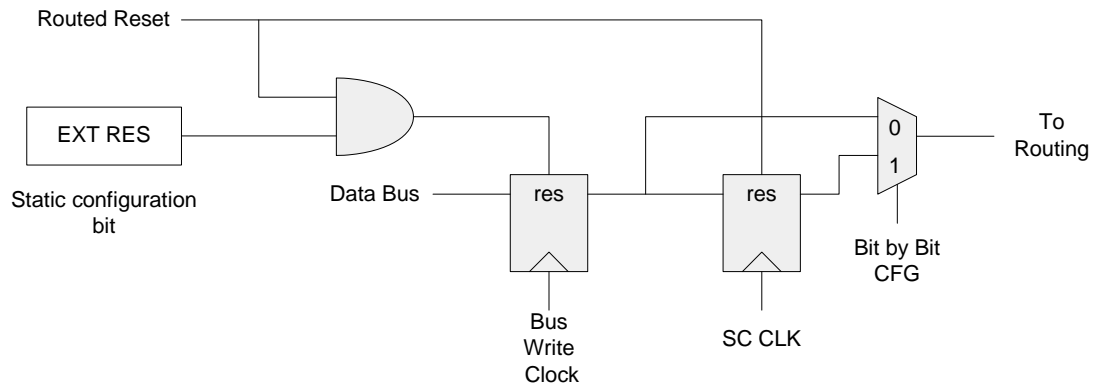 Routed Reset
EXT RES
Static configuration
bit
Data Bus
res
res
0
1
To
Routing
Bit by Bit
CFG
Bus
Write
Clock
SC CLK